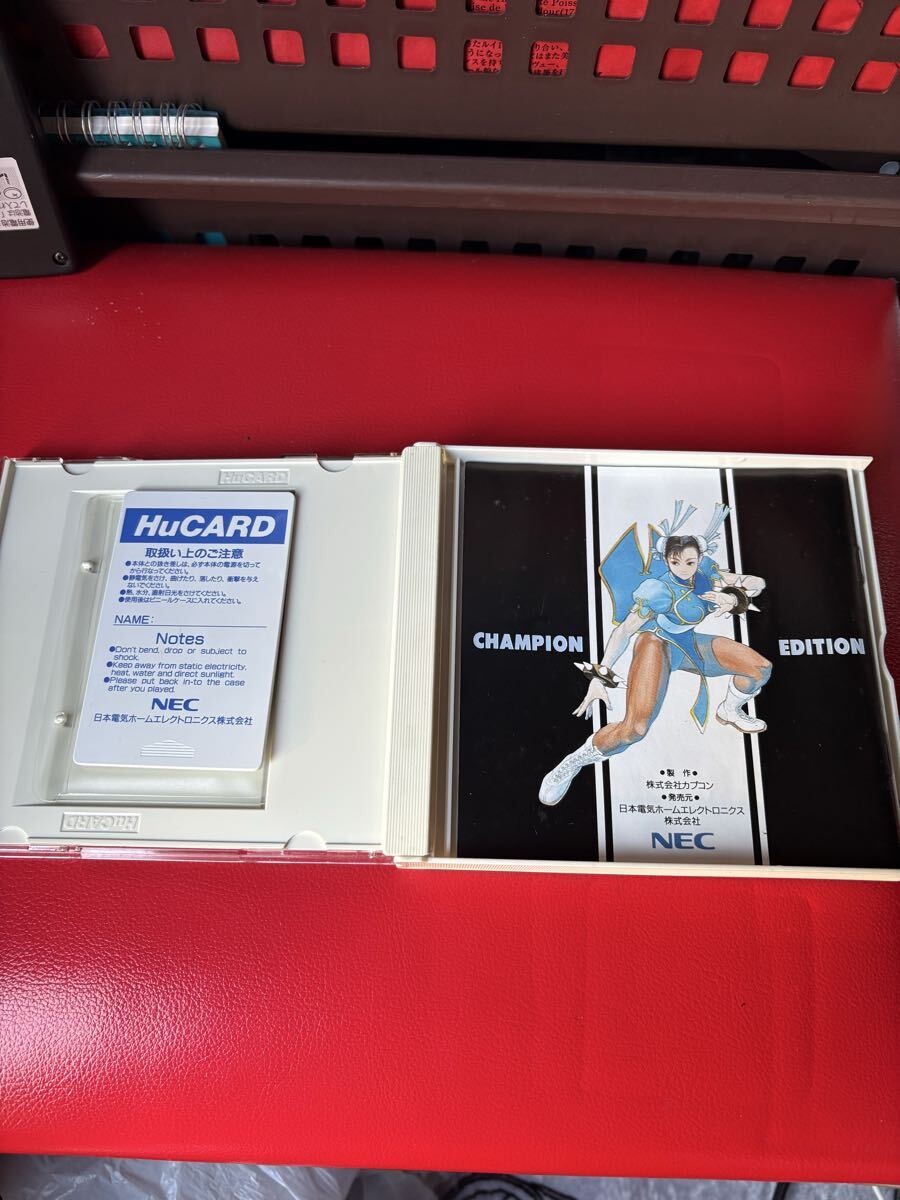 HuCARD
HuCARD
取扱い上のご注意
●本体との抜き差しは、必ず本体の電源を切って
から行なってください。
●静電気をさけ、曲げたり、落したり、衝撃を与え
ないでください。
●熱、水分、直射日光をさけてください。
●使用後はビニールケースに入れてください。
NAME:
Notes
●Don't bend, drop or subject to
shock.
●Keep away from static electricity,
heat, water and direct sunlight.
●Please put back in-to the case
after you played.
NEC
日本電気ホームエレクトロニクス株式会社
HuCARD
CHAMPION
EDITION
●製作●
株式会社カプコン
●発売元●
日本電気ホームエレクトロニクス
株式会社
NEC